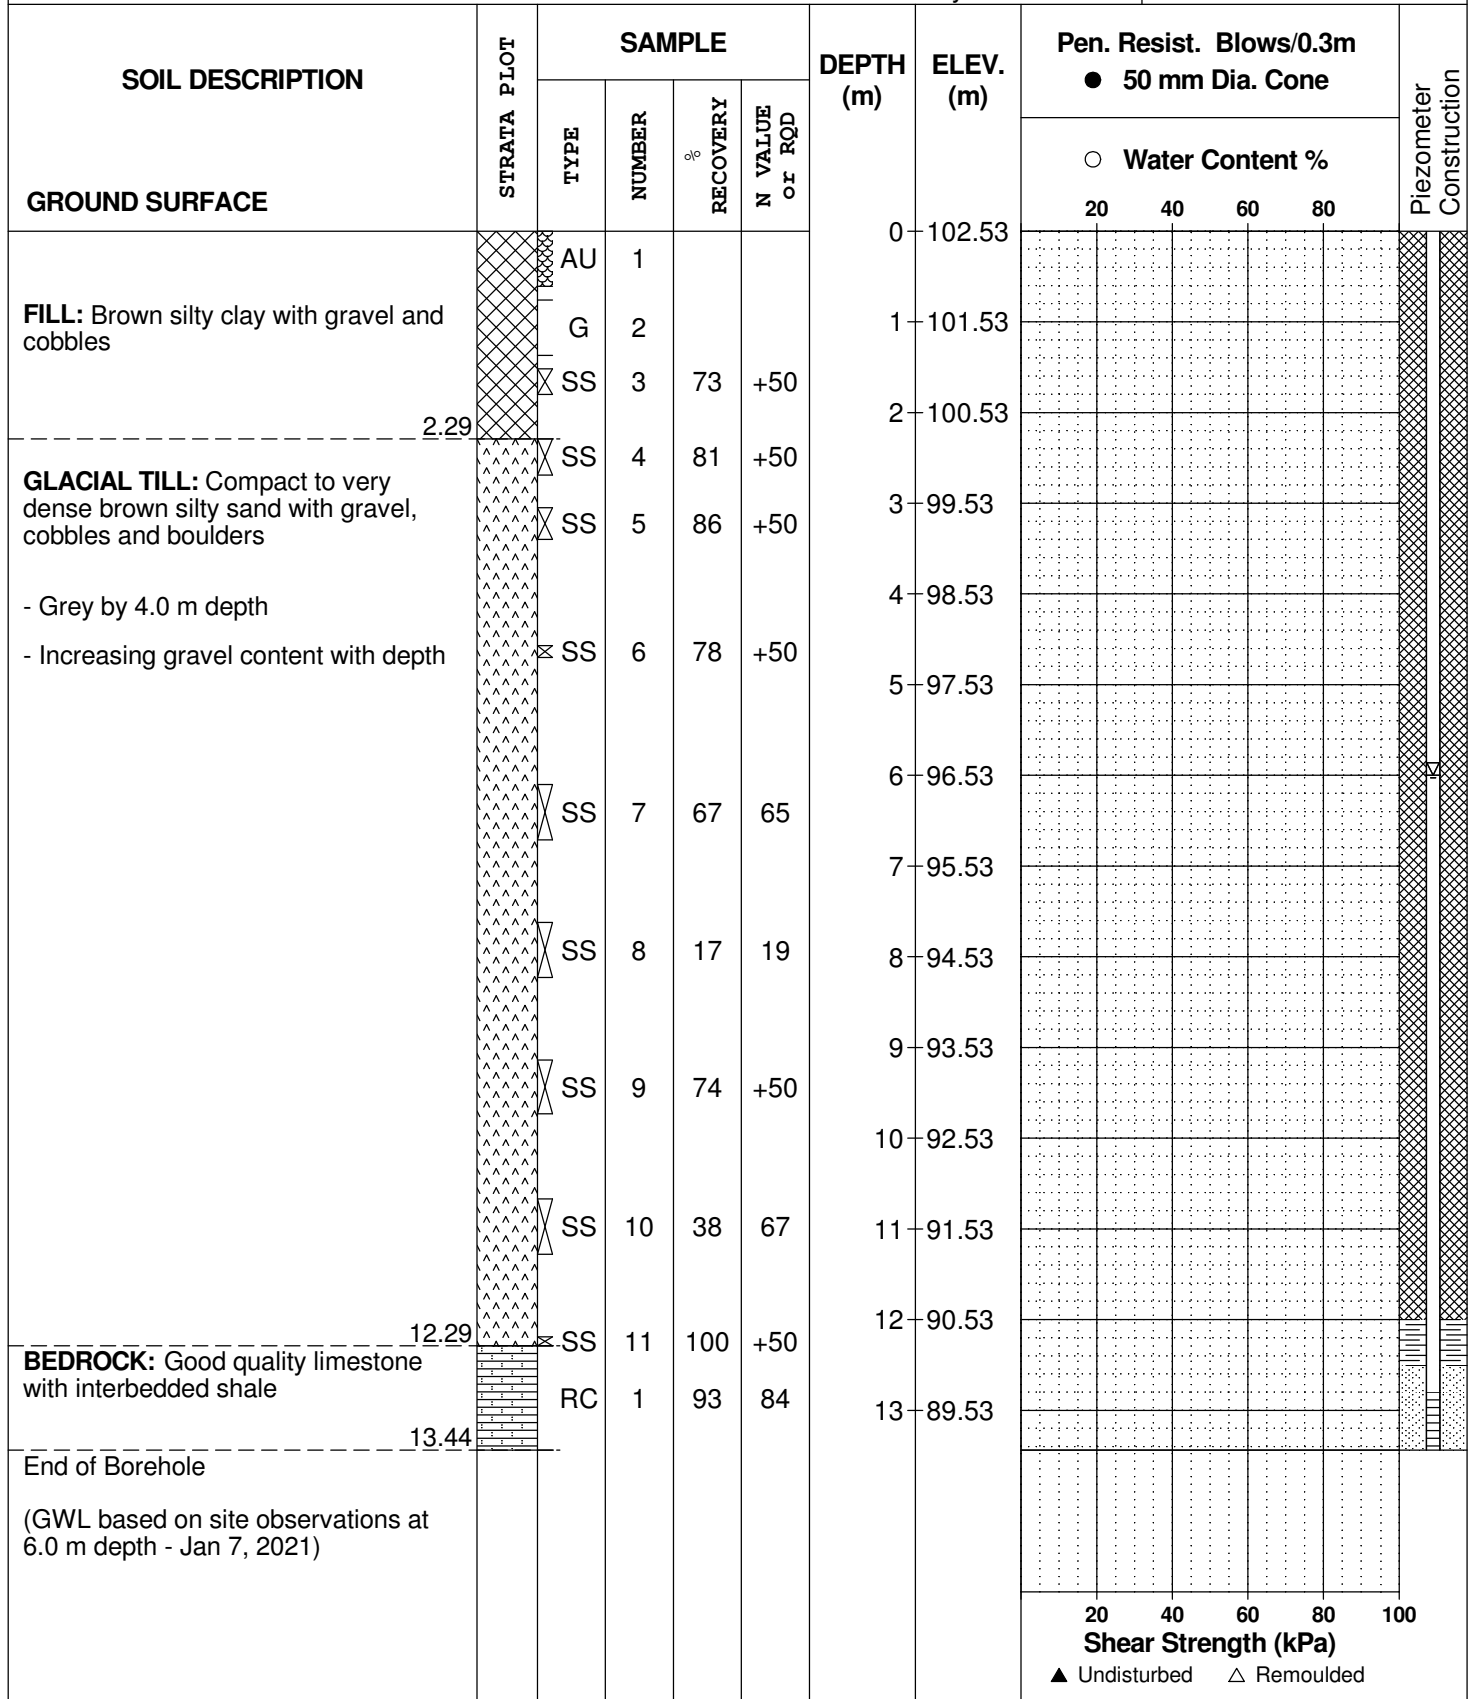 SOIL DESCRIPTION
GROUND SURFACE
STRATA PLOT
SAMPLE
TYPE
NUMBER
% RECOVERY
N VALUE or RQD
DEPTH (m)
ELEV. (m)
Pen. Resist. Blows/0.3m
● 50 mm Dia. Cone
○ Water Content %
20 40 60 80
Piezometer Construction
0 102.53
AU 1
FILL: Brown silty clay with gravel and
cobbles
G 2
1 101.53
SS 3 73 +50
2 100.53
2.29
SS 4 81 +50
GLACIAL TILL: Compact to very
dense brown silty sand with gravel,
cobbles and boulders
3 99.53
SS 5 86 +50
- Grey by 4.0 m depth
4 98.53
- Increasing gravel content with depth
SS 6 78 +50
5 97.53
6 96.53
SS 7 67 65
7 95.53
SS 8 17 19
8 94.53
9 93.53
SS 9 74 +50
10 92.53
SS 10 38 67
11 91.53
12 90.53
12.29
SS 11 100 +50
BEDROCK: Good quality limestone
with interbedded shale
RC 1 93 84
13 89.53
13.44
End of Borehole
(GWL based on site observations at
6.0 m depth - Jan 7, 2021)
20 40 60 80 100
Shear Strength (kPa)
▲ Undisturbed △ Remoulded